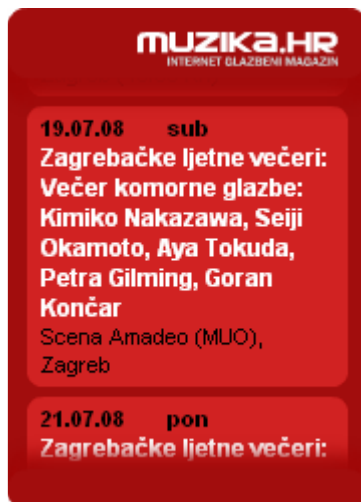 muzika.hr
INTERNET GLAZBENI MAGAZIN
19.07.08 sub
Zagrebačke ljetne večeri:
Večer komorne glazbe:
Kimiko Nakazawa, Seiji
Okamoto, Aya Tokuda,
Petra Gilming, Goran
Končar
Scena Amadeo (MUO),
Zagreb
21.07.08 pon
Zagrebačke ljetne večeri: